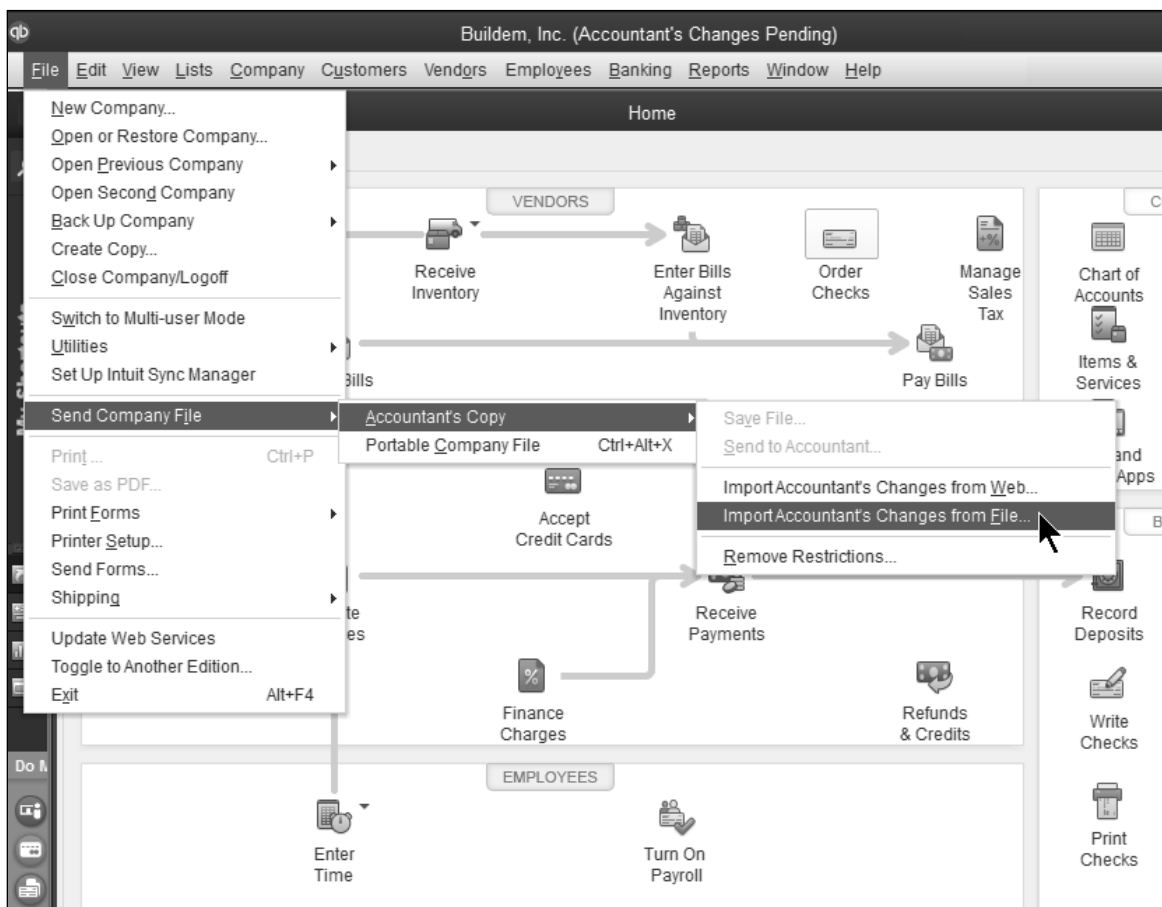 qb
Buildem, Inc. (Accountant's Changes Pending)
File Edit View Lists Company Customers Vendors Employees Banking Reports Window Help
Home
New Company...
Open or Restore Company...
Open Previous Company
Open Second Company
Back Up Company
Create Copy...
Close Company/Logoff
Switch to Multi-user Mode
Utilities
Set Up Intuit Sync Manager
Send Company File
Print ... Ctrl+P
Save as PDF...
Print Forms
Printer Setup...
Send Forms...
Shipping
Update Web Services
Toggle to Another Edition...
Exit Alt+F4
Accountant's Copy
Portable Company File Ctrl+Alt+X
Save File...
Send to Accountant...
Import Accountant's Changes from Web...
Import Accountant's Changes from File...
Remove Restrictions...
VENDORS
Receive
Inventory
Enter Bills
Against
Inventory
Order
Checks
Manage
Sales
Tax
Bills
Pay Bills
Accept
Credit Cards
Receive
Payments
Finance
Charges
Refunds
& Credits
EMPLOYEES
Enter
Time
Turn On
Payroll
Chart of
Accounts
Items &
Services
and
Apps
Record
Deposits
Write
Checks
Print
Checks